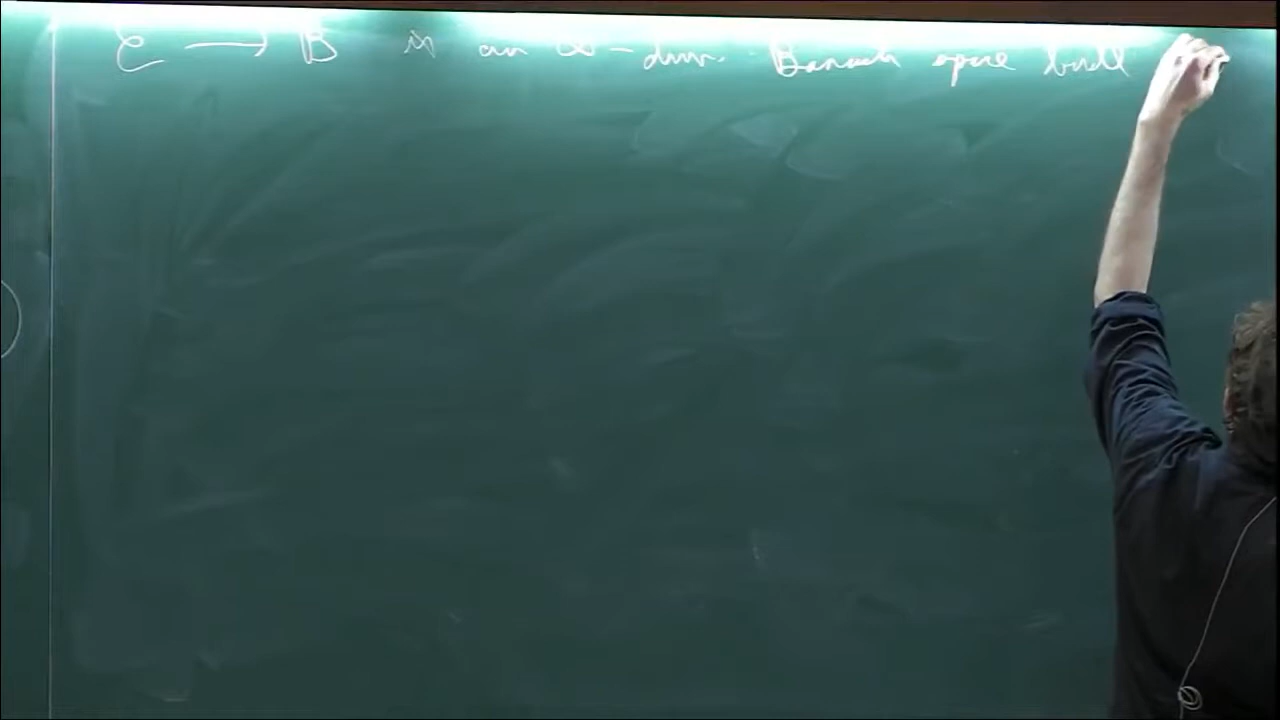 ℰ → B is an ∞-dim. Banach space bundle